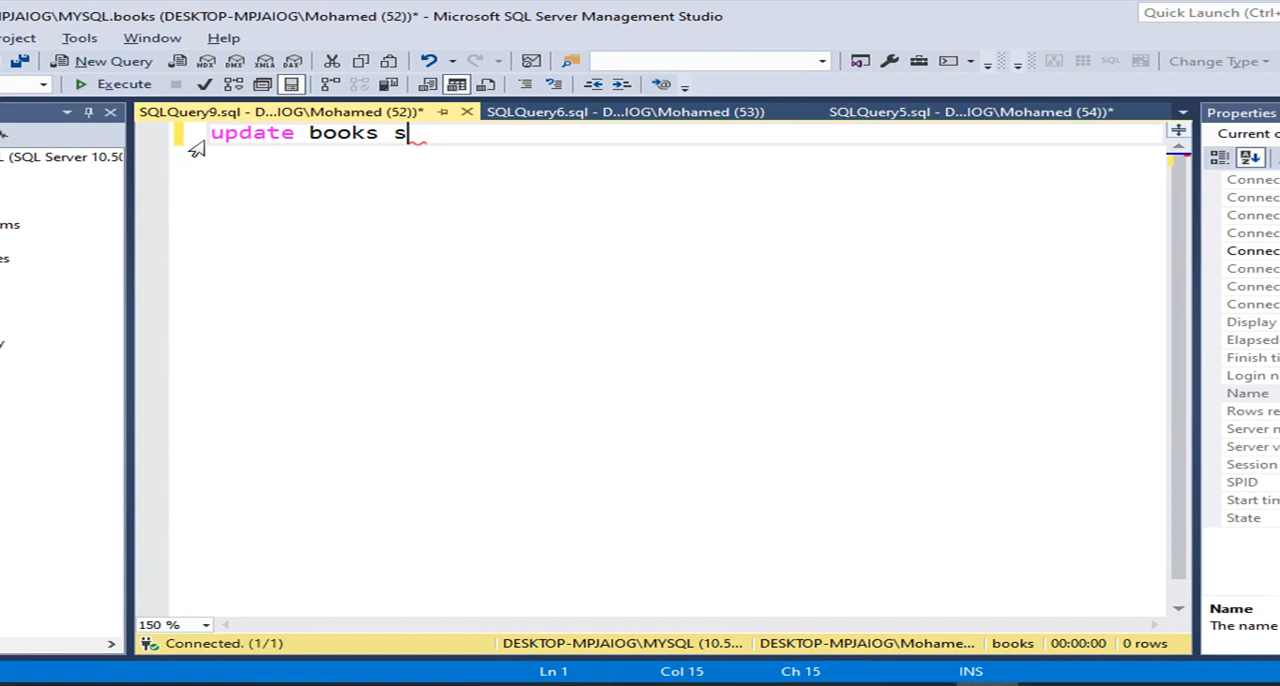 PJAIOG\MYSQL.books (DESKTOP-MPJAIOG\Mohamed (52))* - Microsoft SQL Server Management Studio
Quick Launch (Ctrl+
Tools Window Help
New Query
Change Type
Execute
SQLQuery9.sql - D...IOG\Mohamed (52))* SQLQuery6.sql - D...IOG\Mohamed (53)) SQLQuery5.sql - D...IOG\Mohamed (54))* Properties
update books s
Current
(SQL Server 10.50
Connec
Connec
Connec
Connec
Connec
Connec
Connec
Connec
Display
Elapsed
Finish ti
Login n
Name
Rows re
Server n
Server v
Session
SPID
Start tim
State
150 %
Name
The name
Connected. (1/1) DESKTOP-MPJAIOG\MYSQL (10.5... DESKTOP-MPJAIOG\Mohame... books 00:00:00 0 rows
Ln 1 Col 15 Ch 15 INS